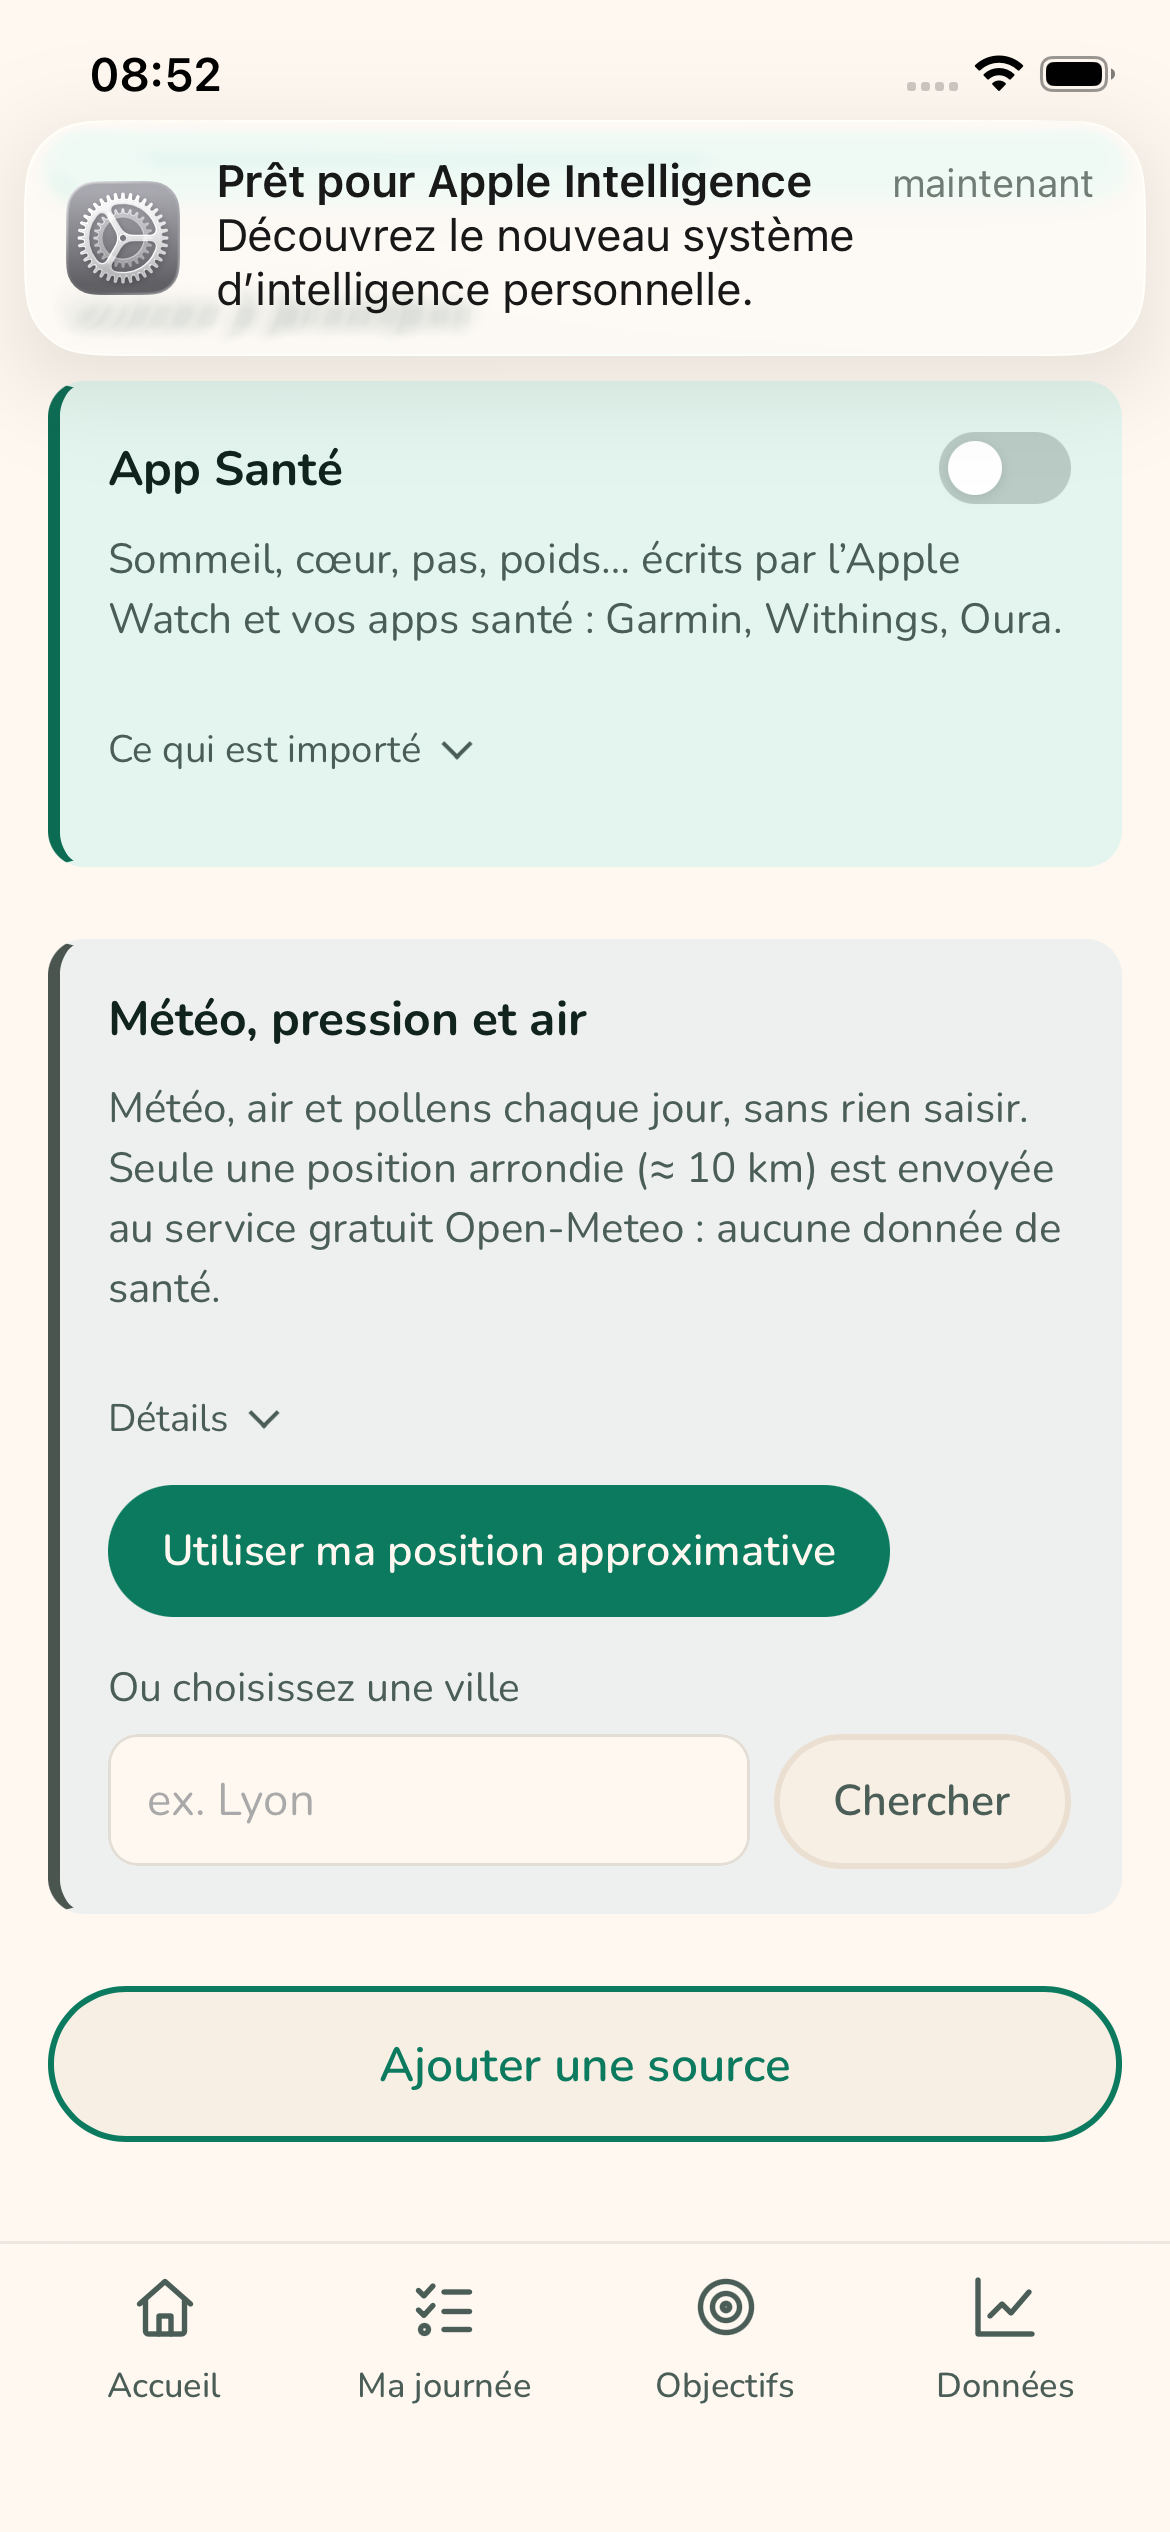 08:52
Prêt pour Apple Intelligence
maintenant
Découvrez le nouveau système
d’intelligence personnelle.
App Santé
Sommeil, cœur, pas, poids… écrits par l’Apple
Watch et vos apps santé : Garmin, Withings, Oura.
Ce qui est importé
Météo, pression et air
Météo, air et pollens chaque jour, sans rien saisir.
Seule une position arrondie (≈ 10 km) est envoyée
au service gratuit Open-Meteo : aucune donnée de
santé.
Détails
Utiliser ma position approximative
Ou choisissez une ville
ex. Lyon
Chercher
Ajouter une source
Accueil
Ma journée
Objectifs
Données